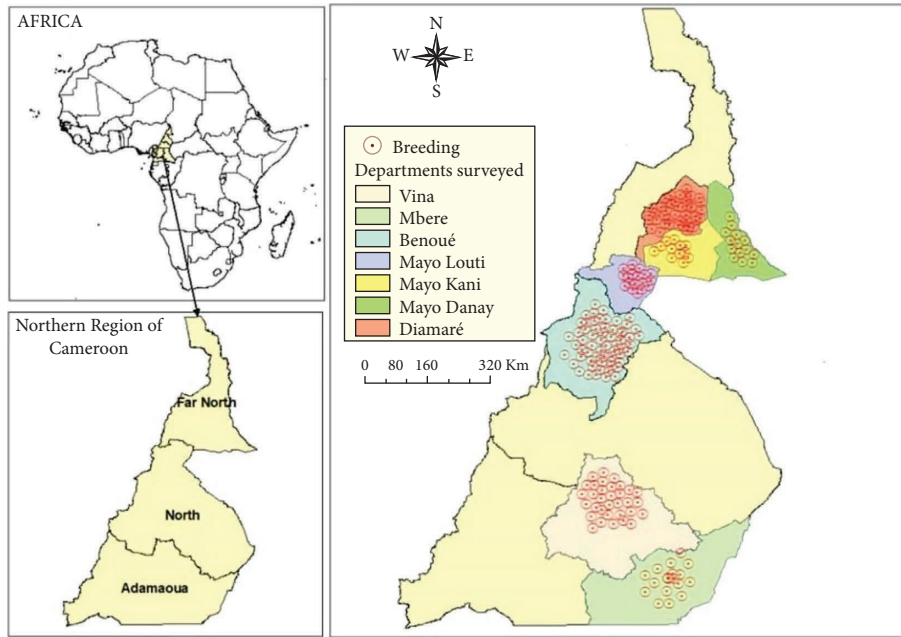 AFRICA
Northern Region of
Cameroon
Far North
North
Adamaoua
N
W E
S
Breeding
Departments surveyed
Vina
Mbere
Benoué
Mayo Louti
Mayo Kani
Mayo Danay
Diamaré
0 80 160 320 Km